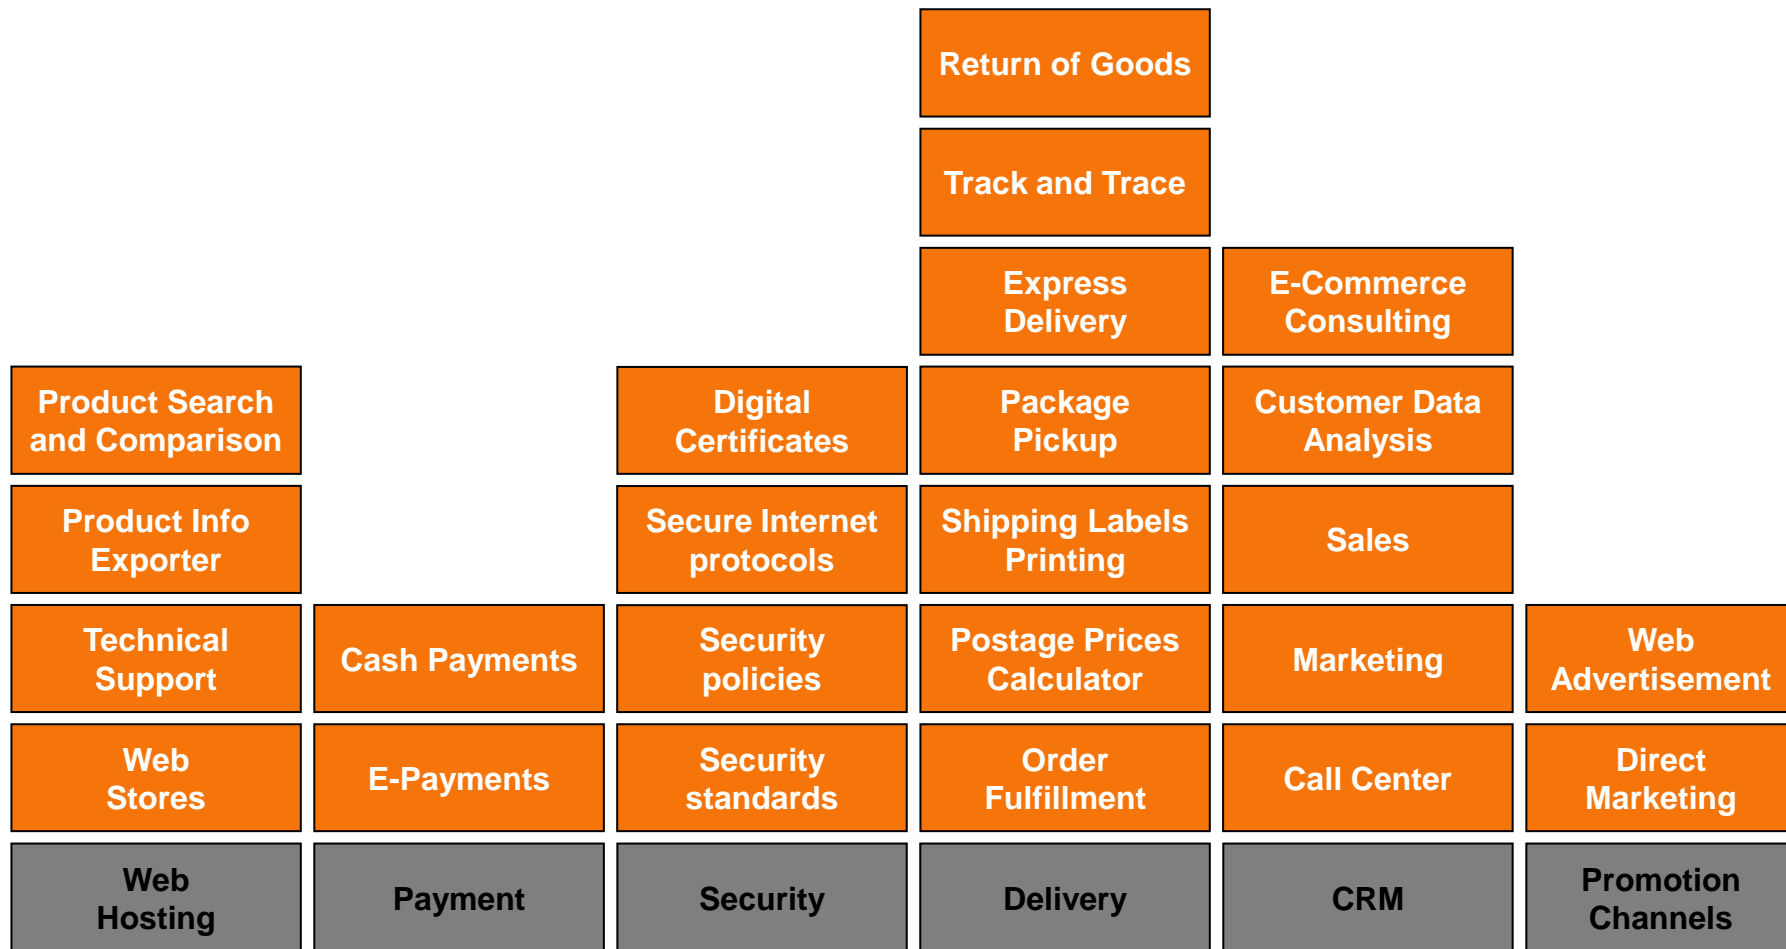 Return of Goods
Track and Trace
Express
Delivery
E-Commerce
Consulting
Product Search
and Comparison
Digital
Certificates
Package
Pickup
Customer Data
Analysis
Product Info
Exporter
Secure Internet
protocols
Shipping Labels
Printing
Sales
Technical
Support
Cash Payments
Security
policies
Postage Prices
Calculator
Marketing
Web
Advertisement
Web
Stores
E-Payments
Security
standards
Order
Fulfillment
Call Center
Direct
Marketing
Web
Hosting
Payment
Security
Delivery
CRM
Promotion
Channels